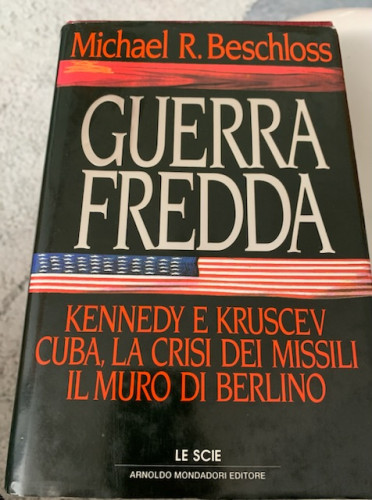 Michael R. Beschloss
GUERRA
FREDDA
KENNEDY E KRUSCEV
CUBA, LA CRISI DEI MISSILI
IL MURO DI BERLINO
LE SCIE
ARNOLDO MONDADORI EDITORE